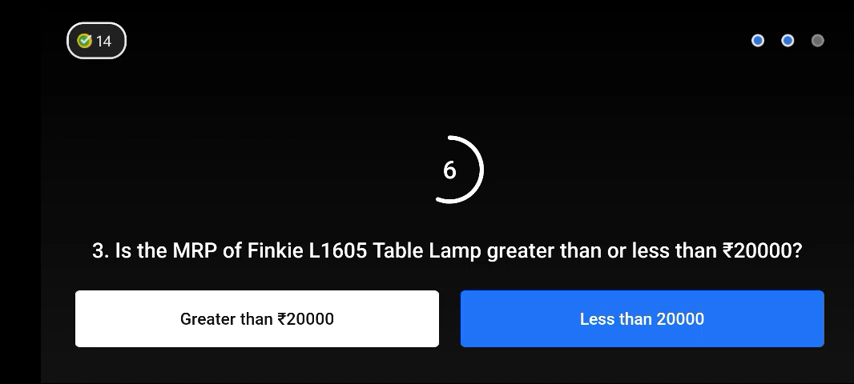 14
6
3. Is the MRP of Finkie L1605 Table Lamp greater than or less than ₹20000?
Greater than ₹20000
Less than 20000